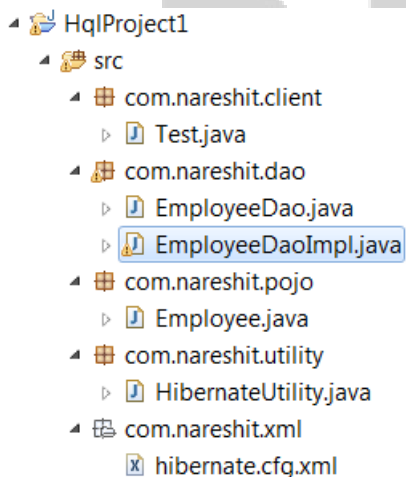 HqlProject1
src
com.nareshit.client
Test.java
com.nareshit.dao
EmployeeDao.java
EmployeeDaoImpl.java
com.nareshit.pojo
Employee.java
com.nareshit.utility
HibernateUtility.java
com.nareshit.xml
hibernate.cfg.xml